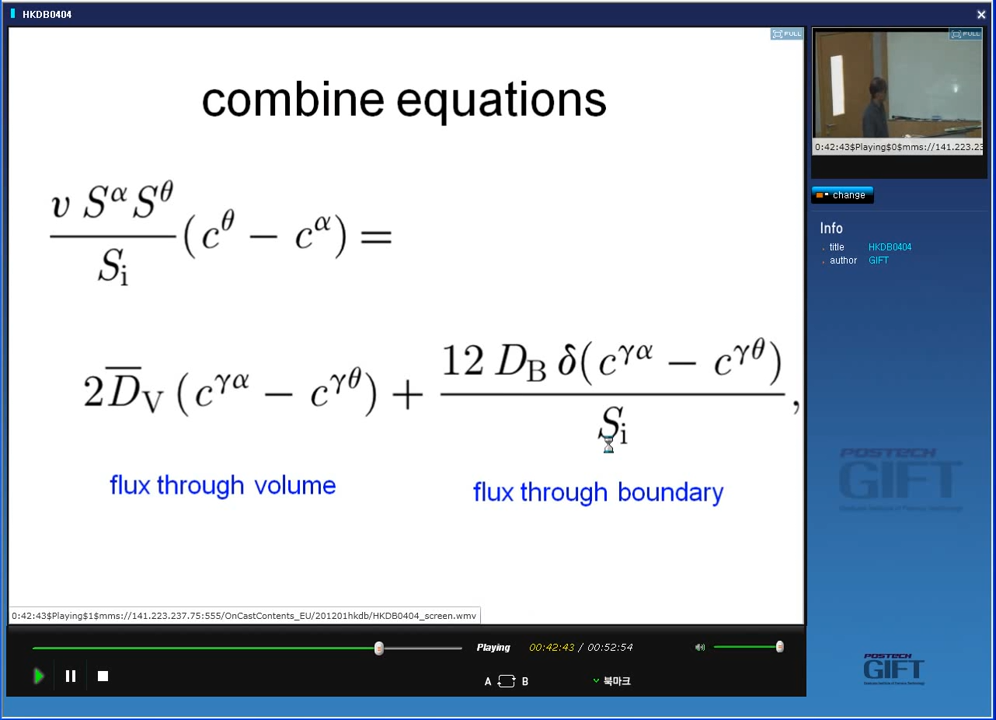 HKDB0404
FULL
combine equations
υ S^α S^θ / S_i (c^θ − c^α) =
2D̅_V (c^{γα} − c^{γθ}) + 12 D_B δ(c^{γα} − c^{γθ}) / S_i ,
flux through volume
flux through boundary
0:42:43$Playing$1$mms://141.223.237.75:555/OnCastContents_EU/201201hkdb/HKDB0404_screen.wmv
Playing 00:42:43 / 00:52:54
A B 북마크
FULL
0:42:43$Playing$0$mms://141.223.23
change
Info
title HKDB0404
author GIFT
POSTECH
GIFT
POSTECH
GIFT